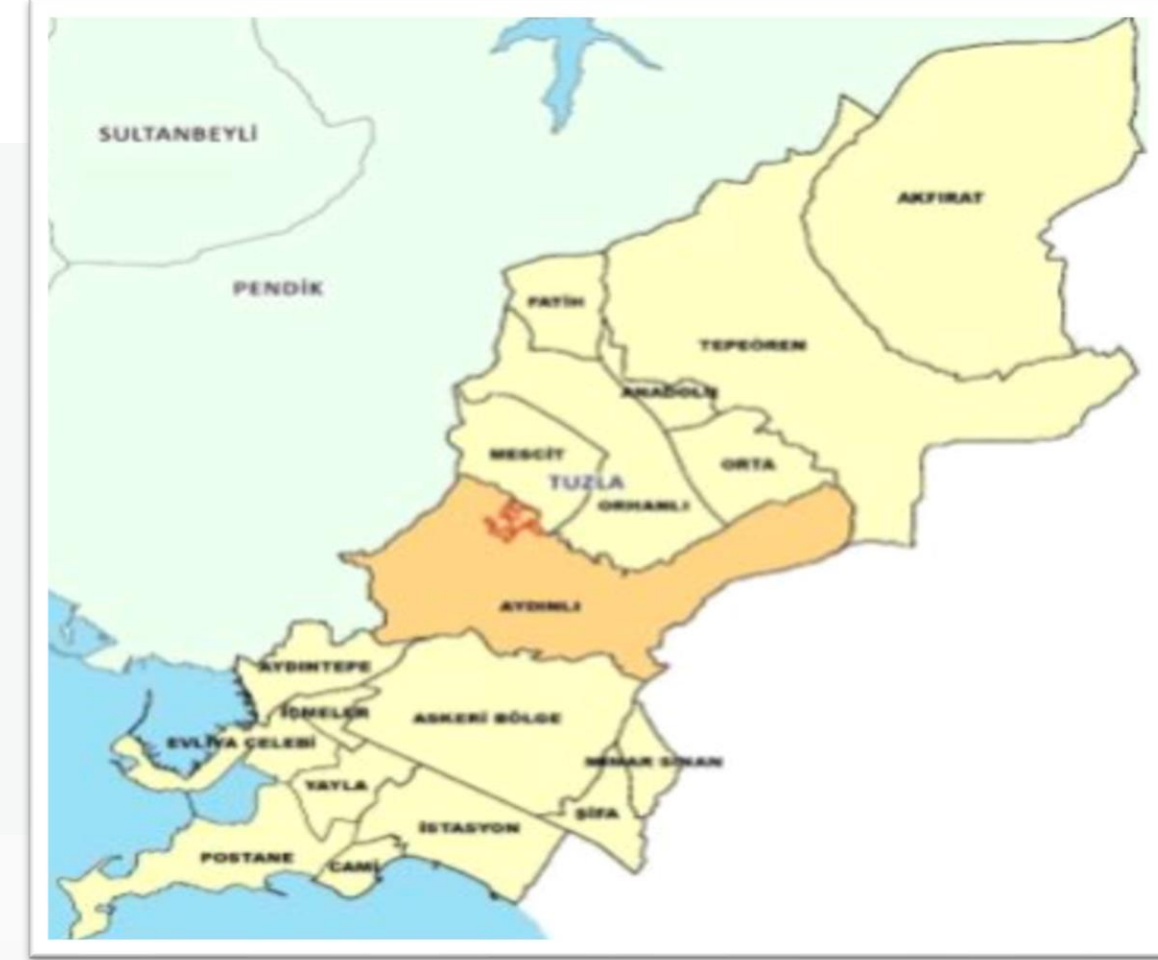 SULTANBEYLİ
AKFIRAT
PENDİK
FATİH
TEPEÖREN
ANADOLU
MESCİT
ORTA
TUZLA
ORHANLI
AYDINLI
AYDINTEPE
İÇMELER
ASKERİ BÖLGE
EVLİYA ÇELEBİ
MİMAR SİNAN
YAYLA
ŞİFA
İSTASYON
POSTANE
CAMİ